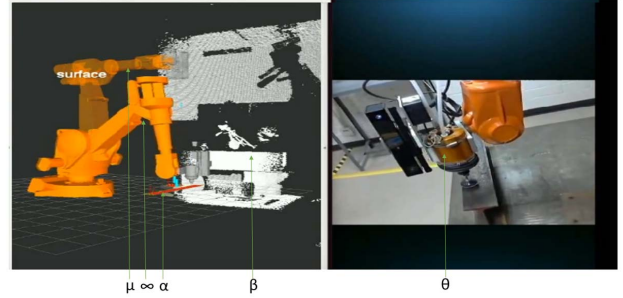 surface
μ ∞ α β θ